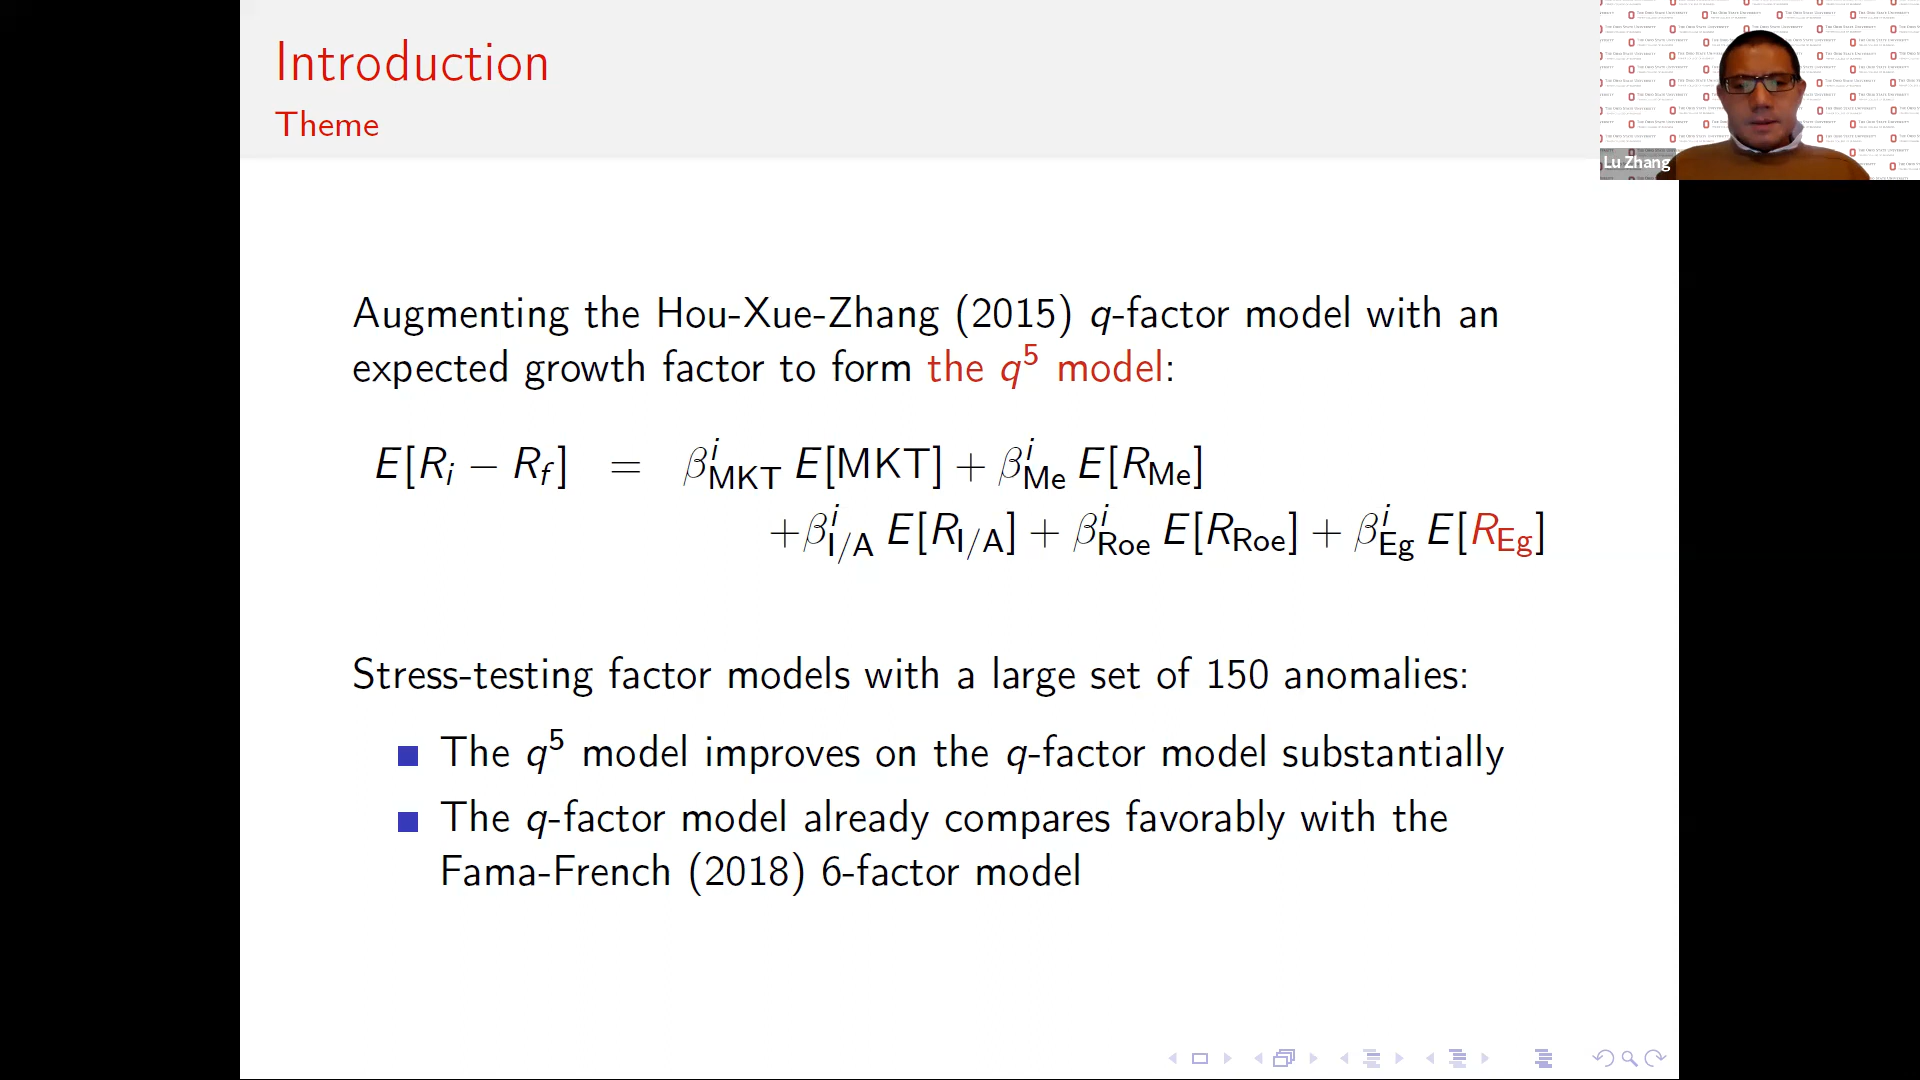 Introduction
Theme
Lu Zhang
Augmenting the Hou-Xue-Zhang (2015) q-factor model with an
expected growth factor to form the q⁵ model:
E[R_i − R_f] = β^i_MKT E[MKT] + β^i_Me E[R_Me]
+β^i_I/A E[R_I/A] + β^i_Roe E[R_Roe] + β^i_Eg E[R_Eg]
Stress-testing factor models with a large set of 150 anomalies:
The q⁵ model improves on the q-factor model substantially
The q-factor model already compares favorably with the
Fama-French (2018) 6-factor model